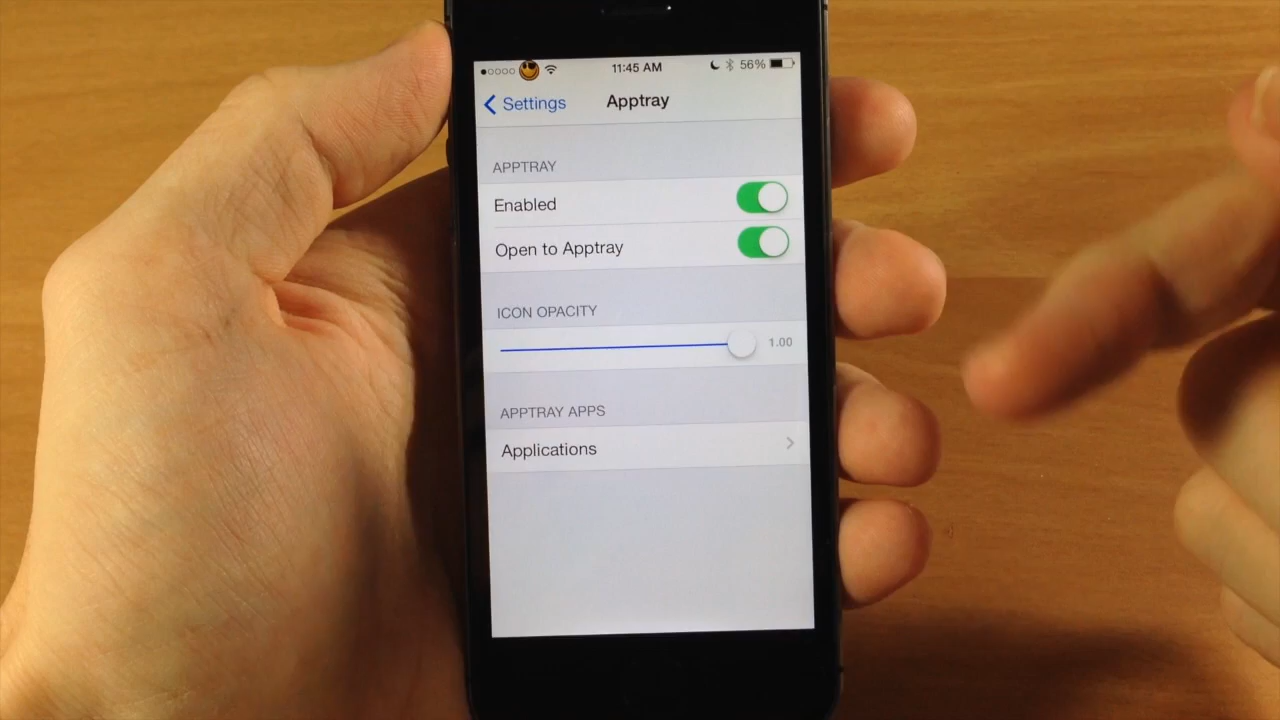 11:45 AM 56%
Settings Apptray
APPTRAY
Enabled
Open to Apptray
ICON OPACITY
1.00
APPTRAY APPS
Applications